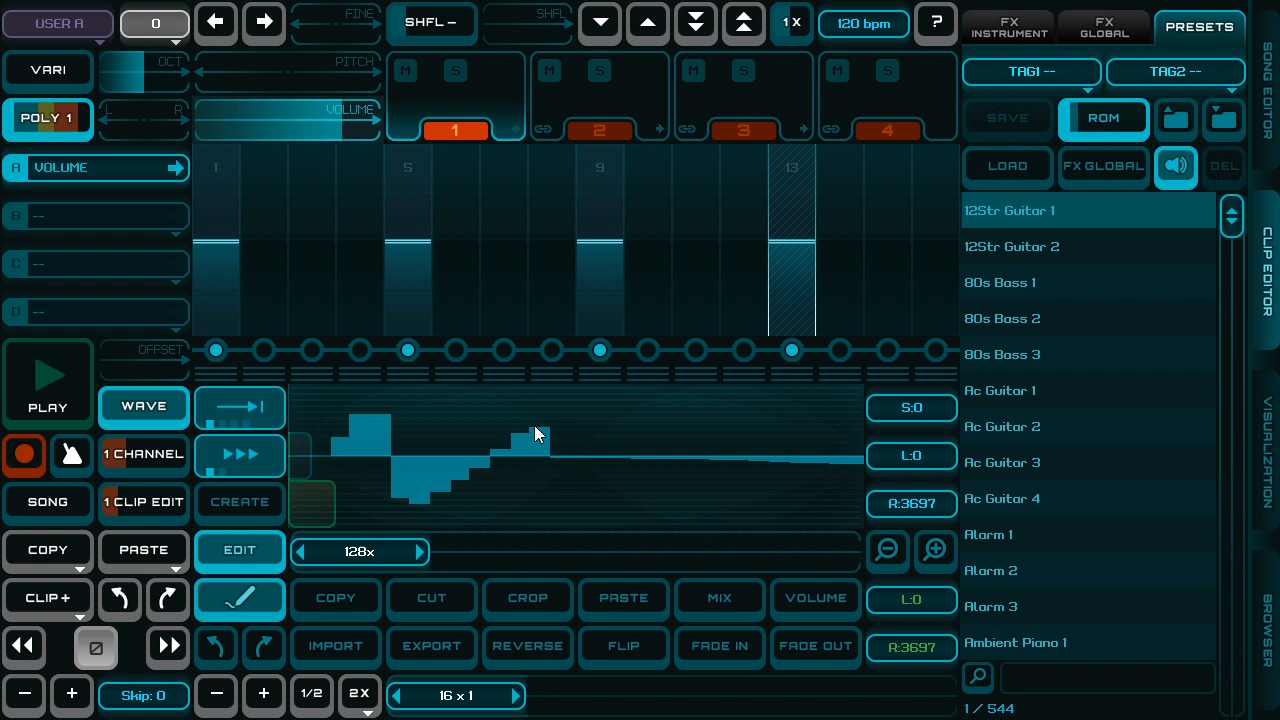 USER A
0
FINE
SHFL -
SHFL
1X
120 bpm
?
FX INSTRUMENT
FX GLOBAL
PRESETS
VARI
OCT
PITCH
M S
M S
M S
M S
TAG1 --
TAG2 --
POLY 1
L R
VOLUME
1
2
3
4
SAVE
ROM
A VOLUME
1
5
9
13
LOAD
FX GLOBAL
DEL
B --
C --
D --
12Str Guitar 1
12Str Guitar 2
80s Bass 1
80s Bass 2
80s Bass 3
Ac Guitar 1
Ac Guitar 2
Ac Guitar 3
Ac Guitar 4
Alarm 1
Alarm 2
Alarm 3
Ambient Piano 1
1 / 544
SONG EDITOR
CLIP EDITOR
VISUALIZATION
BROWSER
PLAY
OFFSET
WAVE
S:0
1 CHANNEL
L:0
SONG
1 CLIP EDIT
CREATE
R:3697
COPY
PASTE
EDIT
128x
CLIP+
COPY
CUT
CROP
PASTE
MIX
VOLUME
L:0
IMPORT
EXPORT
REVERSE
FLIP
FADE IN
FADE OUT
R:3697
-
+
Skip: 0
-
+
1/2
2X
16 x 1